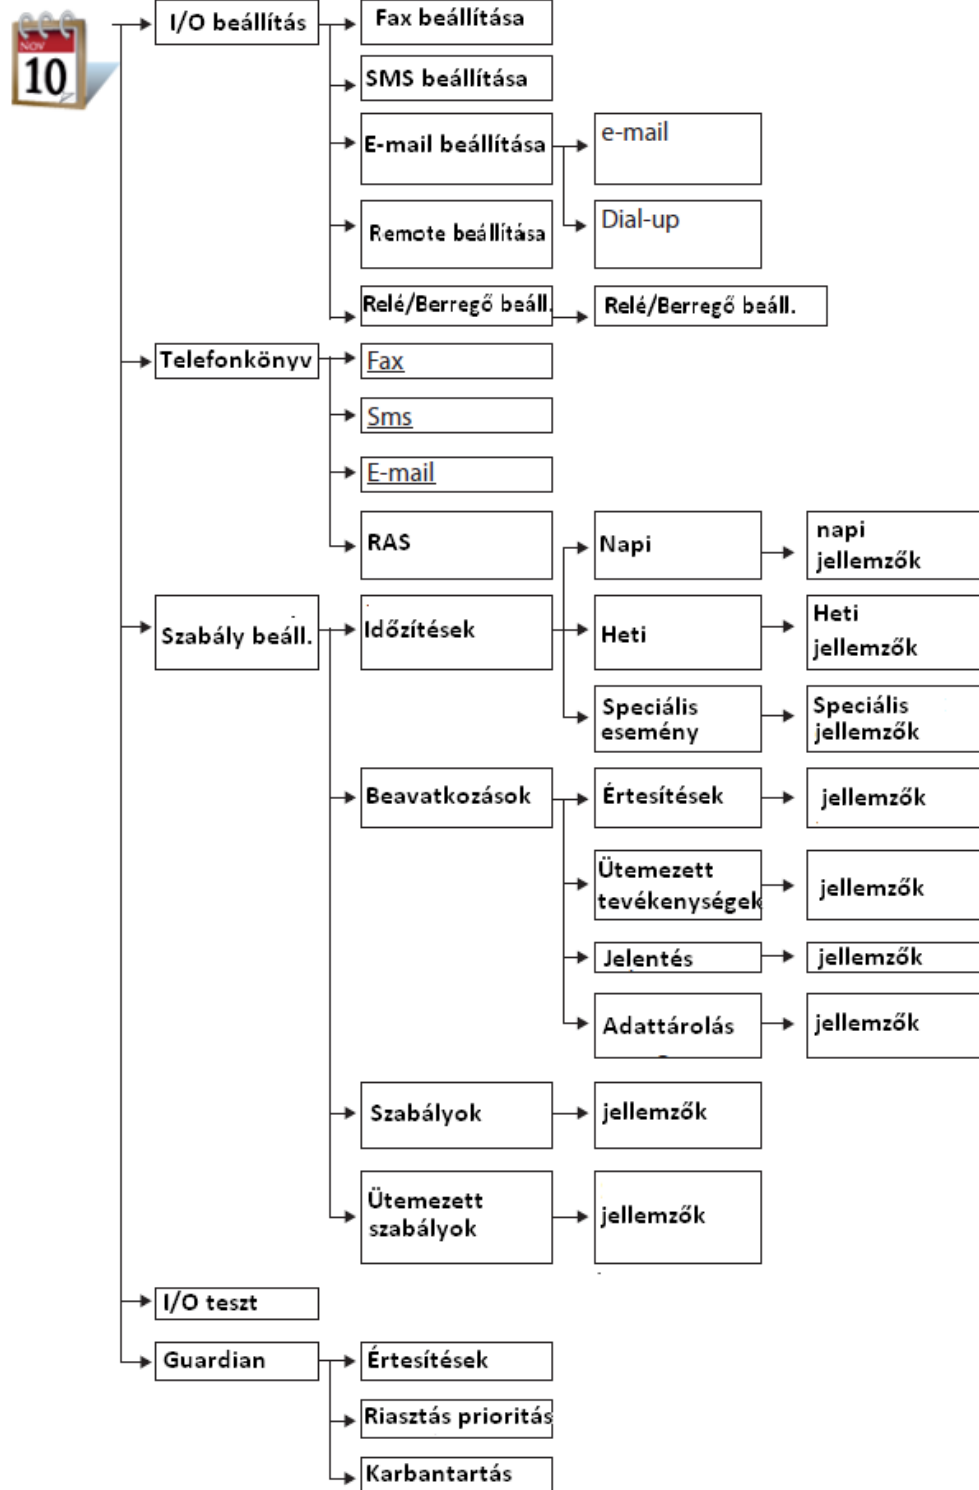 NOV
10
I/O beállítás
Fax beállítása
SMS beállítása
E-mail beállítása
e-mail
Dial-up
Remote beállítása
Relé/Berregő beáll.
Relé/Berregő beáll.
Telefonkönyv
Fax
Sms
E-mail
RAS
Szabály beáll.
Időzítések
Napi
napi
jellemzők
Heti
Heti
jellemzők
Speciális
esemény
Speciális
jellemzők
Beavatkozások
Értesítések
jellemzők
Ütemezett
tevékenységek
jellemzők
Jelentés
jellemzők
Adattárolás
jellemzők
Szabályok
jellemzők
Ütemezett
szabályok
jellemzők
I/O teszt
Guardian
Értesítések
Riasztás prioritás
Karbantartás